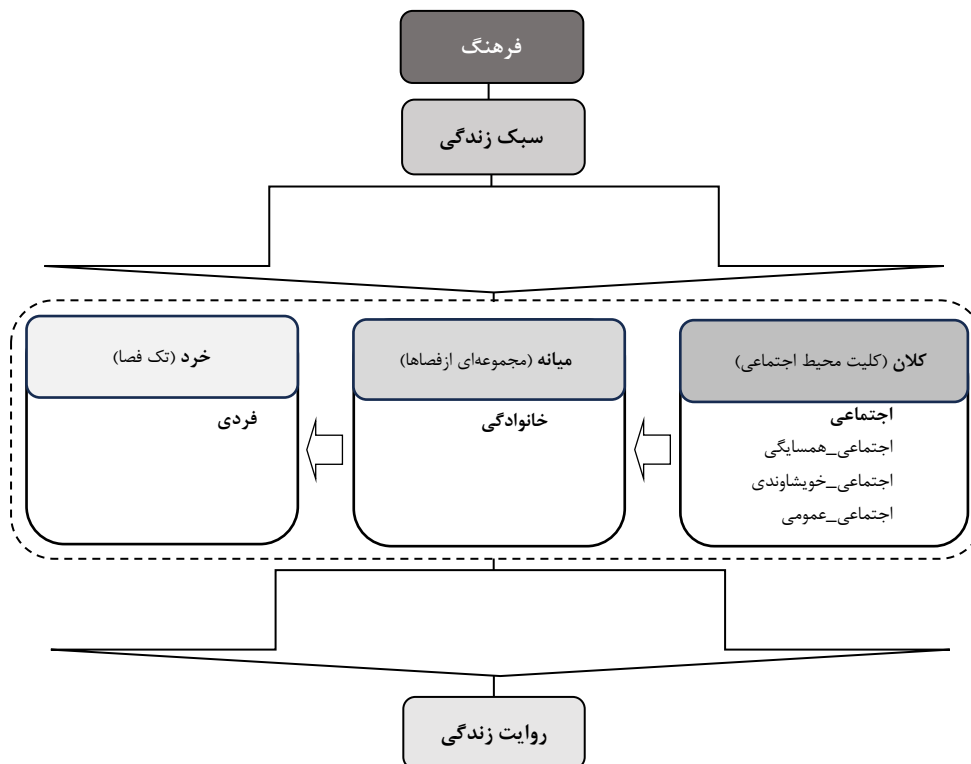 فرهنگ
سبک زندگی
کلان (کلیت محیط اجتماعی)
اجتماعی
اجتماعی_همسایگی
اجتماعی_خویشاوندی
اجتماعی_عمومی
میانه (مجموعه‌ای ازفصاها)
خانوادگی
خرد (تک فصا)
فردی
روایت زندگی